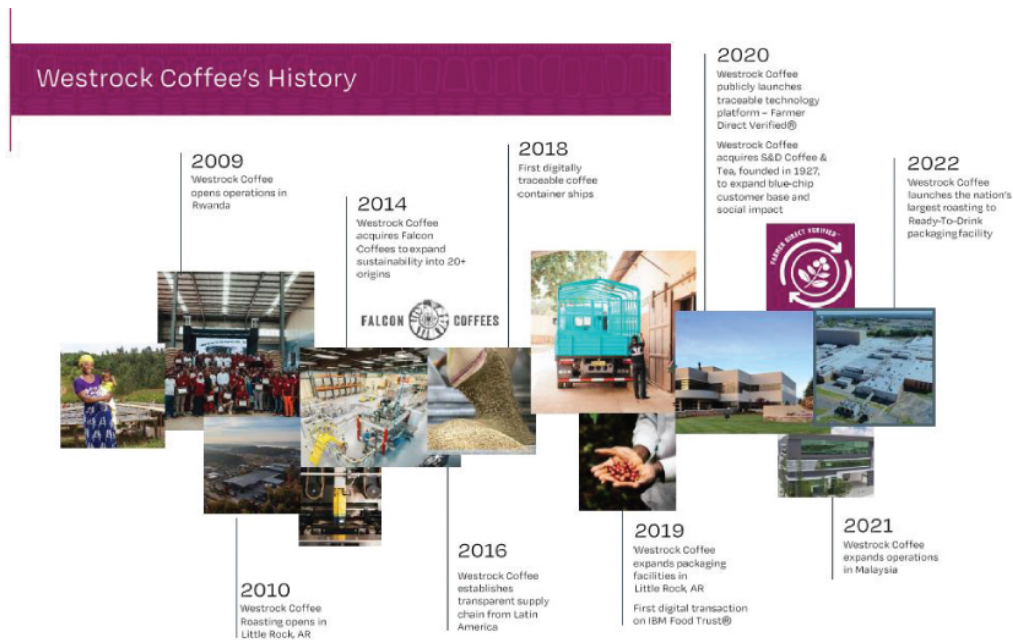 Westrock Coffee's History
2009
Westrock Coffee
opens operations in
Rwanda
2010
Westrock Coffee
Roasting opens in
Little Rock, AR
2014
Westrock Coffee
acquires Falcon
Coffees to expand
sustainability into 20+
origins
FALCON COFFEES
2016
Westrock Coffee
establishes
transparent supply
chain from Latin
America
2018
First digitally
traceable coffee
container ships
2019
Westrock Coffee
expands packaging
facilities in
Little Rock, AR
First digital transaction
on IBM Food Trust®
2020
Westrock Coffee
publicly launches
traceable technology
platform – Farmer
Direct Verified®
Westrock Coffee
acquires S&D Coffee &
Tea, founded in 1927,
to expand blue-chip
customer base and
social impact
FARMER DIRECT VERIFIED
2021
Westrock Coffee
expands operations
in Malaysia
2022
Westrock Coffee
launches the nation's
largest roasting to
Ready-To-Drink
packaging facility